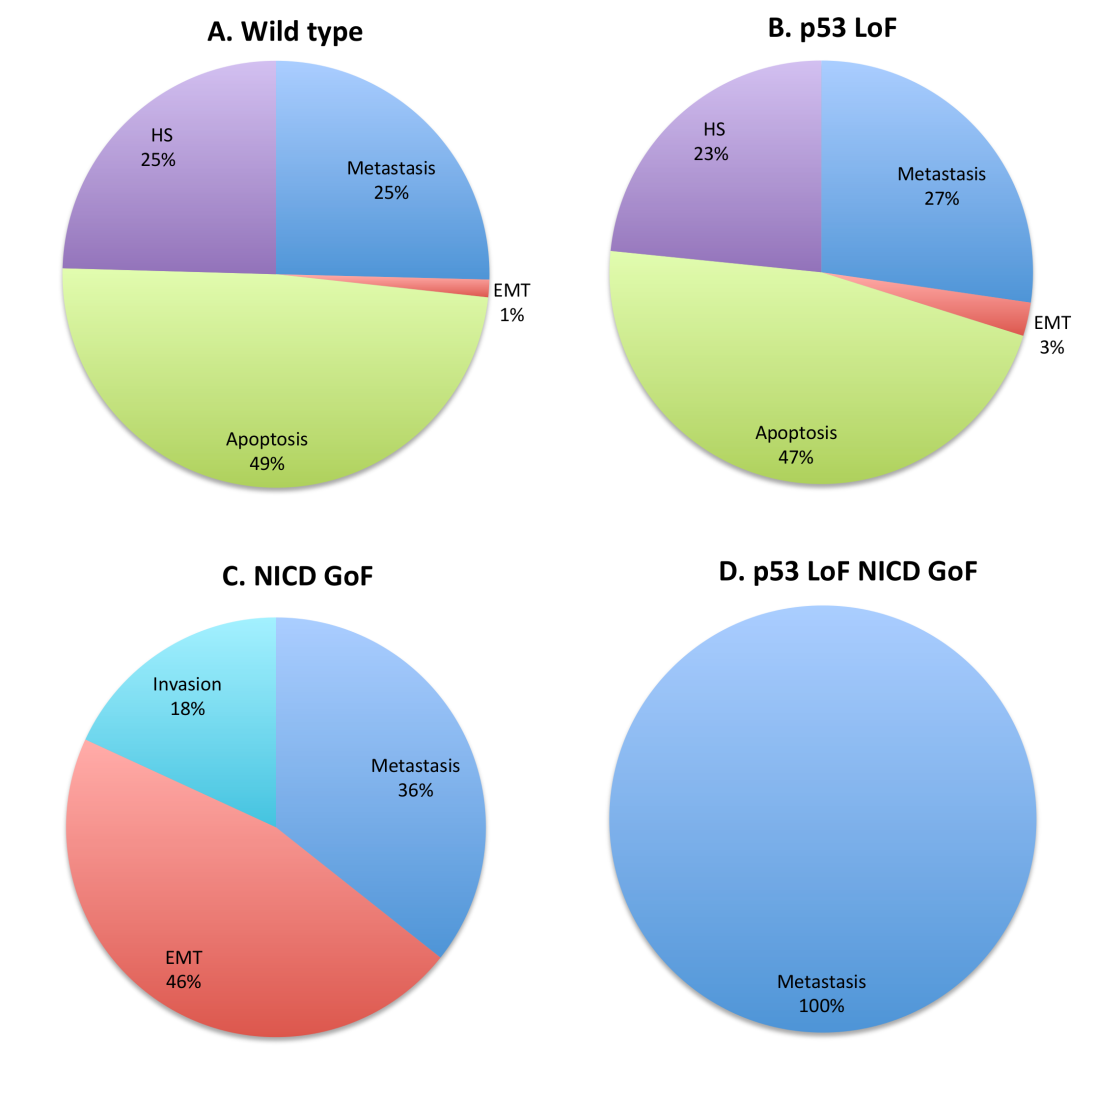 A. Wild type
HS
25%
Metastasis
25%
EMT
1%
Apoptosis
49%
B. p53 LoF
HS
23%
Metastasis
27%
EMT
3%
Apoptosis
47%
C. NICD GoF
Invasion
18%
Metastasis
36%
EMT
46%
D. p53 LoF NICD GoF
Metastasis
100%